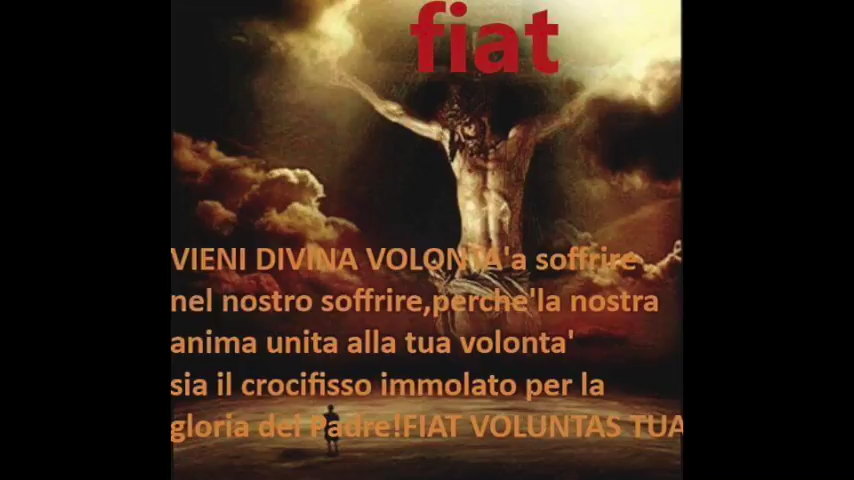 fiat
VIENI DIVINA VOLONTA'a soffrire
nel nostro soffrire,perche'la nostra
anima unita alla tua volonta'
sia il crocifisso immolato per la
gloria del Padre!FIAT VOLUNTAS TUA